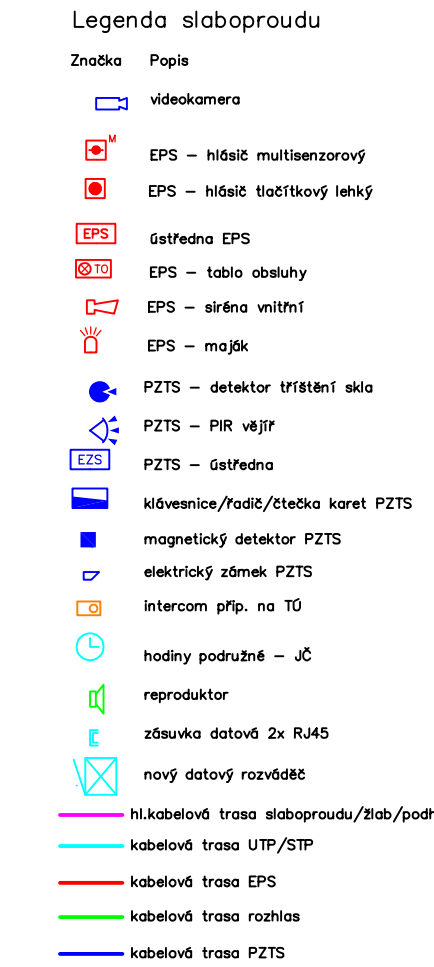 Legenda slaboproudu
Značka Popis
videokamera
M
EPS – hlásič multisenzorový
EPS – hlásič tlačítkový lehký
EPS ústředna EPS
TO EPS – tablo obsluhy
EPS – siréna vnitřní
EPS – maják
PZTS – detektor tříštění skla
PZTS – PIR vějíř
EZS PZTS – ústředna
klávesnice/řadič/čtečka karet PZTS
magnetický detektor PZTS
elektrický zámek PZTS
intercom přip. na TÚ
hodiny podružné – JČ
reproduktor
zásuvka datová 2x RJ45
nový datový rozváděč
hl.kabelová trasa slaboproudu/žlab/podh
kabelová trasa UTP/STP
kabelová trasa EPS
kabelová trasa rozhlas
kabelová trasa PZTS